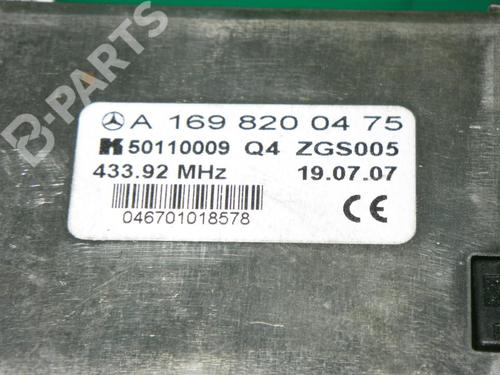 B-PARTS
A 169 820 04 75
50110009 Q4 ZGS005
433.92 MHz 19.07.07
046701018578
CE